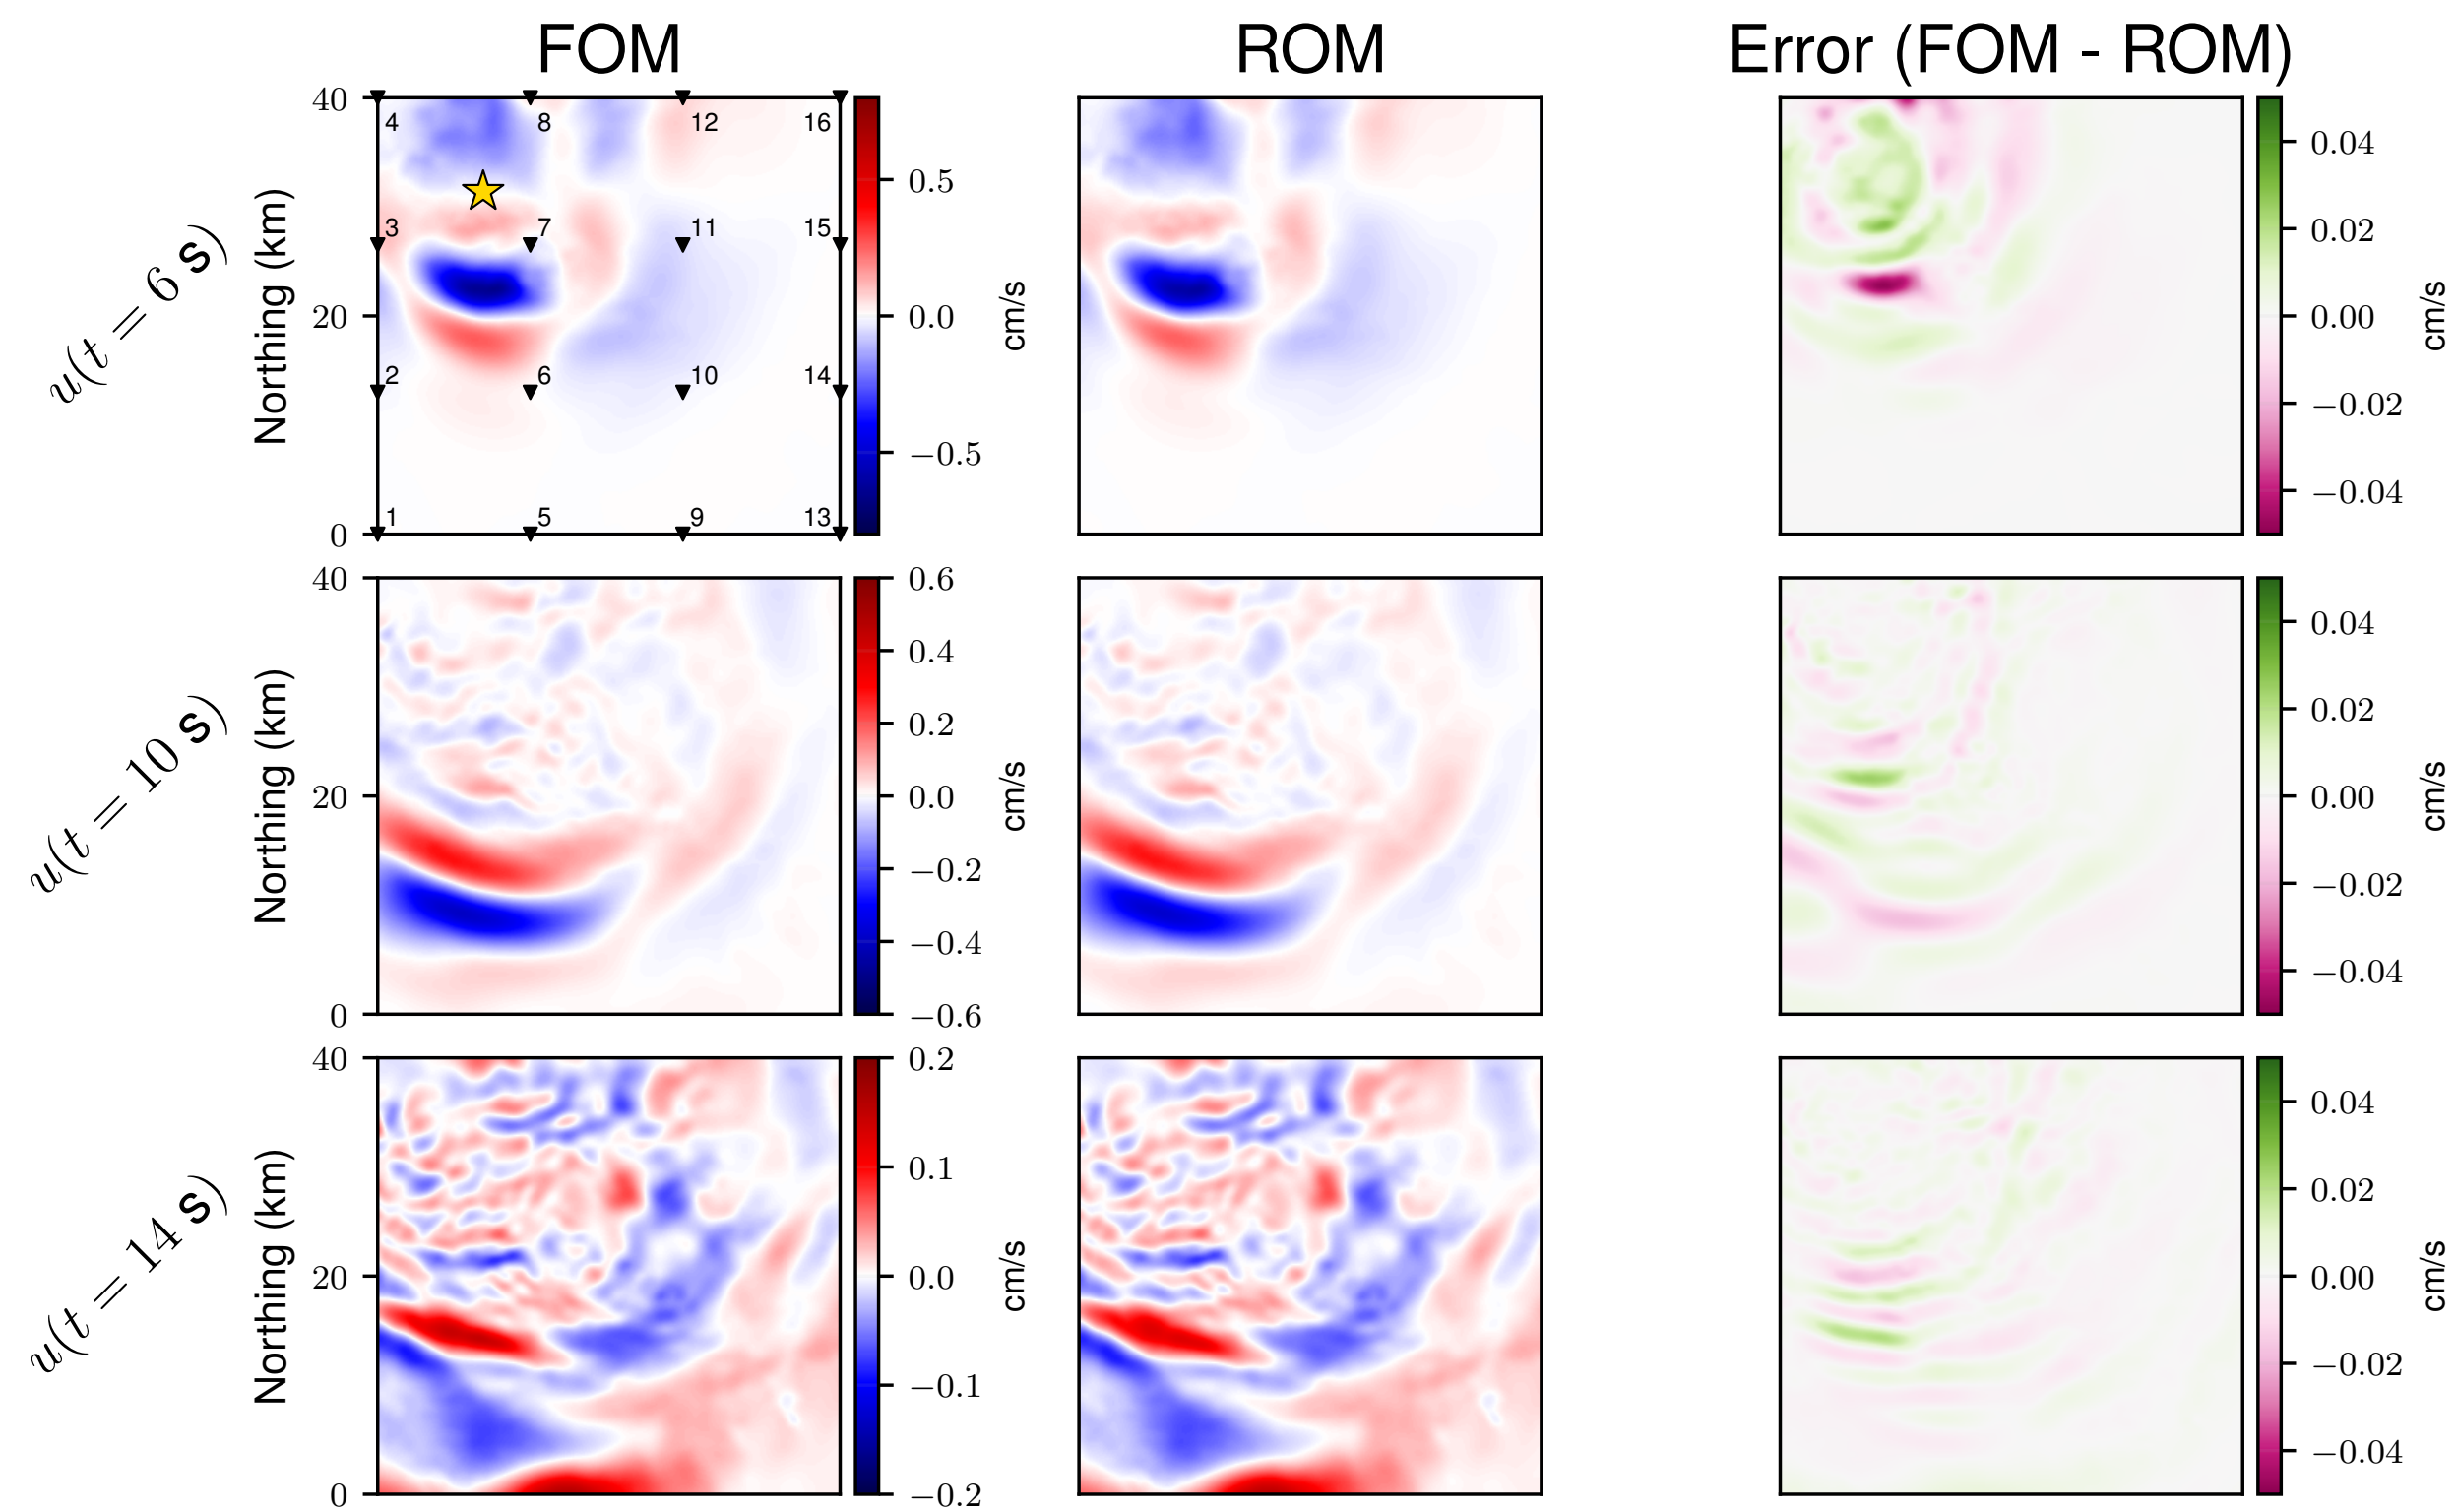 FOM ROM Error (FOM - ROM)
u(t = 6 s)
Northing (km)
40
20
0
4 8 12 16
3 7 11 15
2 6 10 14
1 5 9 13
0.5
0.0
−0.5
cm/s
0.04
0.02
0.00
−0.02
−0.04
cm/s
u(t = 10 s)
Northing (km)
40
20
0
0.6
0.4
0.2
0.0
−0.2
−0.4
−0.6
cm/s
0.04
0.02
0.00
−0.02
−0.04
cm/s
u(t = 14 s)
Northing (km)
40
20
0
0.2
0.1
0.0
−0.1
−0.2
cm/s
0.04
0.02
0.00
−0.02
−0.04
cm/s